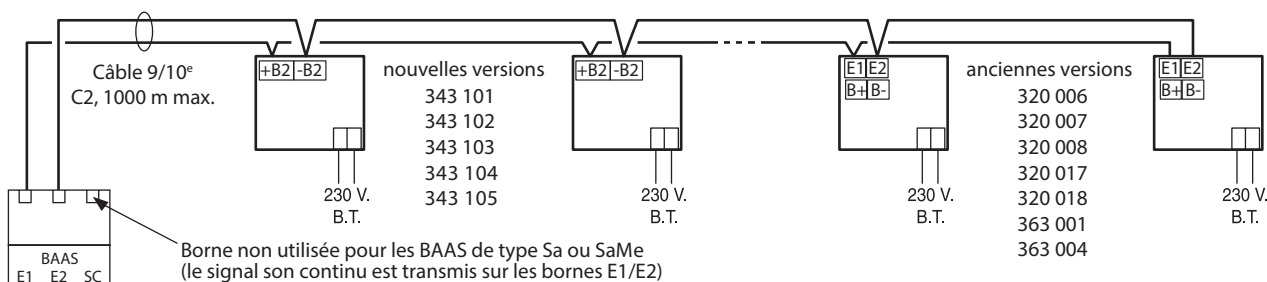 Câble 9/10e
C2, 1000 m max.
+B2 -B2
nouvelles versions
343 101
343 102
343 103
343 104
343 105
+B2 -B2
E1 E2
B+ B-
anciennes versions
320 006
320 007
320 008
320 017
320 018
363 001
363 004
E1 E2
B+ B-
230 V.
B.T.
230 V.
B.T.
230 V.
B.T.
230 V.
B.T.
Borne non utilisée pour les BAAS de type Sa ou SaMe
(le signal son continu est transmis sur les bornes E1/E2)
BAAS
E1 E2 SC